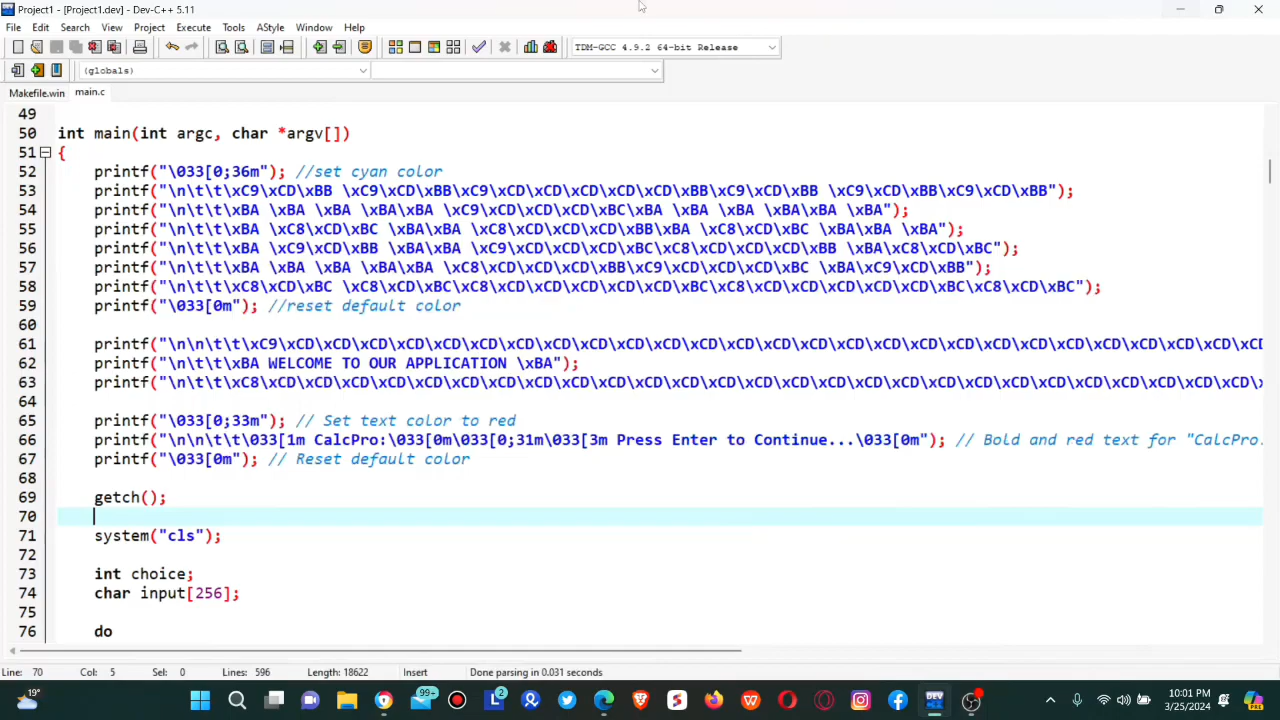 Project1 - [Project1.dev] - Dev-C++ 5.11
File Edit Search View Project Execute Tools AStyle Window Help
TDM-GCC 4.9.2 64-bit Release
(globals)
Makefile.win main.c
49
50 int main(int argc, char *argv[])
51 {
52 printf("\033[0;36m"); //set cyan color
53 printf("\n\t\t\xC9\xCD\xBB \xC9\xCD\xBB\xC9\xCD\xCD\xCD\xCD\xCD\xBB\xC9\xCD\xBB \xC9\xCD\xBB\xC9\xCD\xBB");
54 printf("\n\t\t\xBA \xBA \xBA \xBA\xBA \xC9\xCD\xCD\xCD\xBC\xBA \xBA \xBA \xBA\xBA \xBA");
55 printf("\n\t\t\xBA \xC8\xCD\xBC \xBA\xBA \xC8\xCD\xCD\xCD\xBB\xBA \xC8\xCD\xBC \xBA\xBA \xBA");
56 printf("\n\t\t\xBA \xC9\xCD\xBB \xBA\xBA \xC9\xCD\xCD\xCD\xBC\xC8\xCD\xCD\xCD\xBB \xBA\xC8\xCD\xBC");
57 printf("\n\t\t\xBA \xBA \xBA \xBA\xBA \xC8\xCD\xCD\xCD\xBB\xC9\xCD\xCD\xCD\xBC \xBA\xC9\xCD\xBB");
58 printf("\n\t\t\xC8\xCD\xBC \xC8\xCD\xBC\xC8\xCD\xCD\xCD\xCD\xCD\xBC\xC8\xCD\xCD\xCD\xCD\xCD\xBC\xC8\xCD\xBC");
59 printf("\033[0m"); //reset default color
60
61 printf("\n\n\t\t\xC9\xCD\xCD\xCD\xCD\xCD\xCD\xCD\xCD\xCD\xCD\xCD\xCD\xCD\xCD\xCD\xCD\xCD\xCD\xCD\xCD\xCD\xCD\xCD\xCD
62 printf("\n\t\t\xBA WELCOME TO OUR APPLICATION \xBA");
63 printf("\n\t\t\xC8\xCD\xCD\xCD\xCD\xCD\xCD\xCD\xCD\xCD\xCD\xCD\xCD\xCD\xCD\xCD\xCD\xCD\xCD\xCD\xCD\xCD\xCD\xCD\xCD\x
64
65 printf("\033[0;33m"); // Set text color to red
66 printf("\n\n\t\t\033[1m CalcPro:\033[0m\033[0;31m\033[3m Press Enter to Continue...\033[0m"); // Bold and red text for "CalcPro:
67 printf("\033[0m"); // Reset default color
68
69 getch();
70
71 system("cls");
72
73 int choice;
74 char input[256];
75
76 do
Line: 70 Col: 5 Sel: 0 Lines: 596 Length: 18622 Insert Done parsing in 0.031 seconds
19° 99+ 2 10:01 PM
3/25/2024